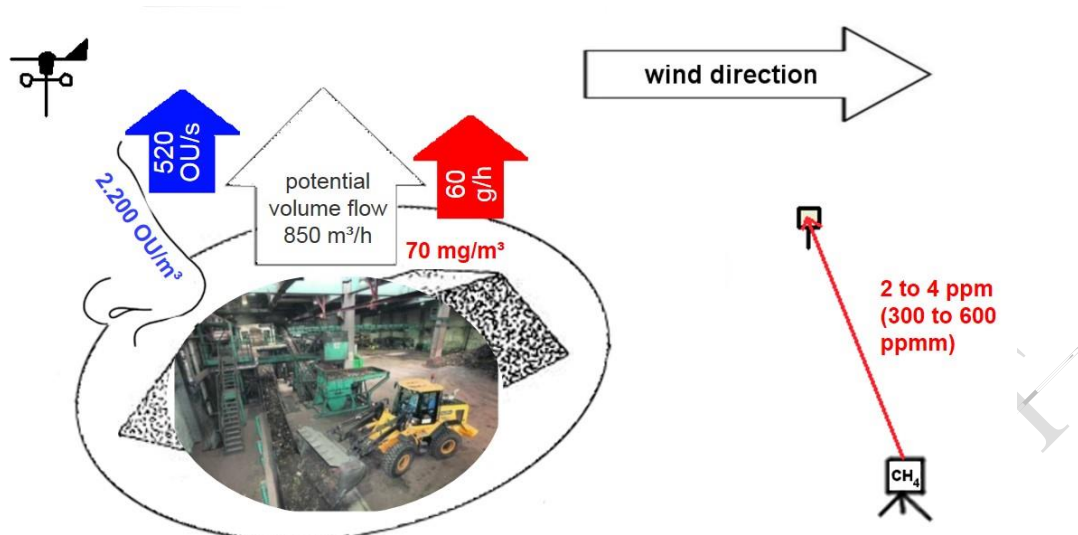 wind direction
520
OU/s
potential
volume flow
850 m³/h
60
g/h
2.200 OU/m³
70 mg/m³
2 to 4 ppm
(300 to 600
ppmm)
CH₄